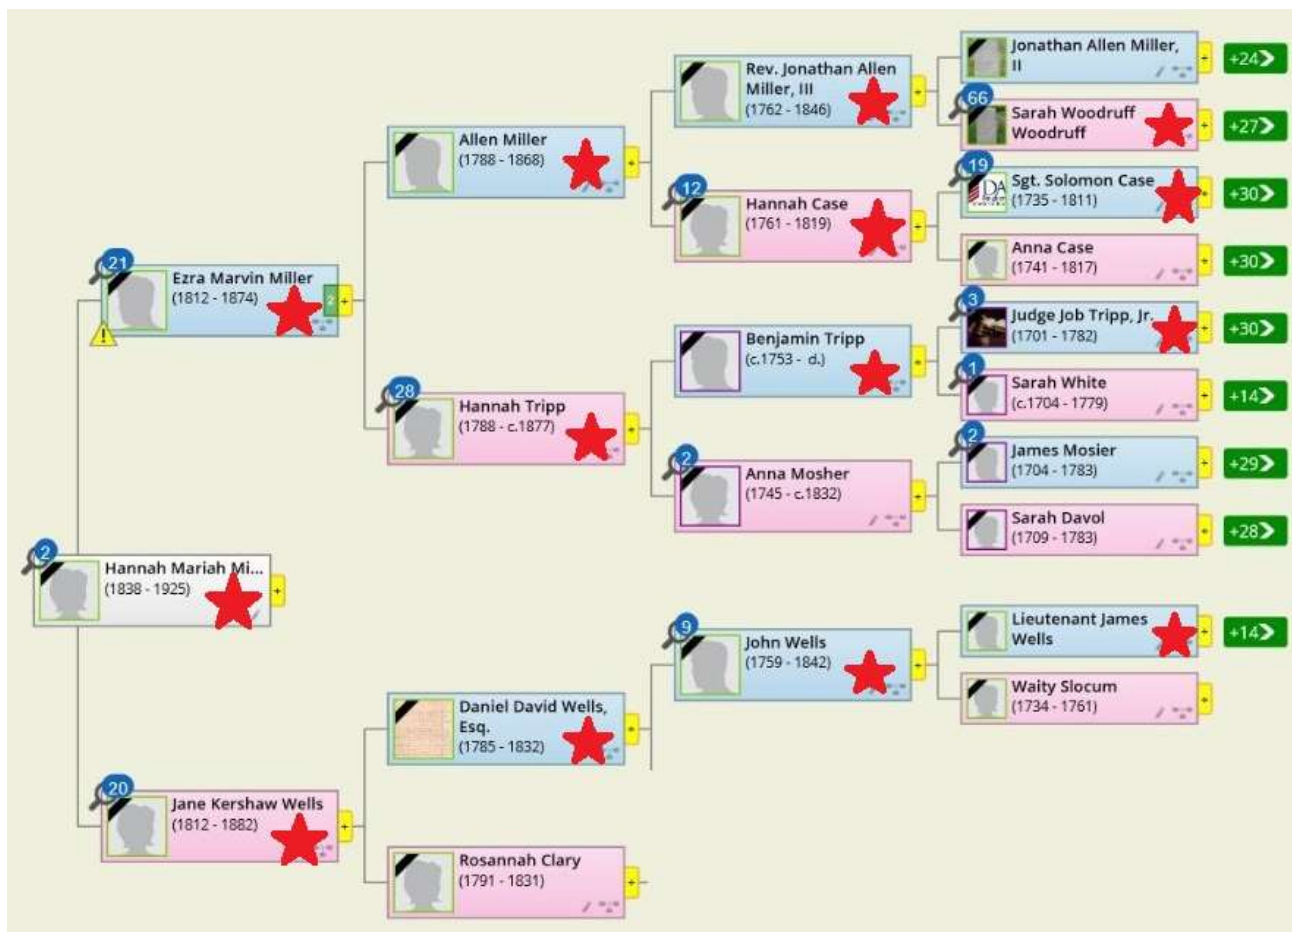 Jonathan Allen Miller,
II
+24
Rev. Jonathan Allen
Miller, III
(1762 - 1846)
66
Sarah Woodruff
Woodruff
+27
Allen Miller
(1788 - 1868)
19
Sgt. Solomon Case
(1735 - 1811)
+30
12
Hannah Case
(1761 - 1819)
Anna Case
(1741 - 1817)
+30
21
Ezra Marvin Miller
(1812 - 1874)
2
3
Judge Job Tripp, Jr.
(1701 - 1782)
+30
Benjamin Tripp
(c.1753 - d.)
1
Sarah White
(c.1704 - 1779)
+14
28
Hannah Tripp
(1788 - c.1877)
2
James Mosier
(1704 - 1783)
+29
2
Anna Mosher
(1745 - c.1832)
Sarah Davol
(1709 - 1783)
+28
2
Hannah Mariah Mi...
(1838 - 1925)
Lieutenant James
Wells
+14
9
John Wells
(1759 - 1842)
Waity Slocum
(1734 - 1761)
Daniel David Wells,
Esq.
(1785 - 1832)
20
Jane Kershaw Wells
(1812 - 1882)
Rosannah Clary
(1791 - 1831)